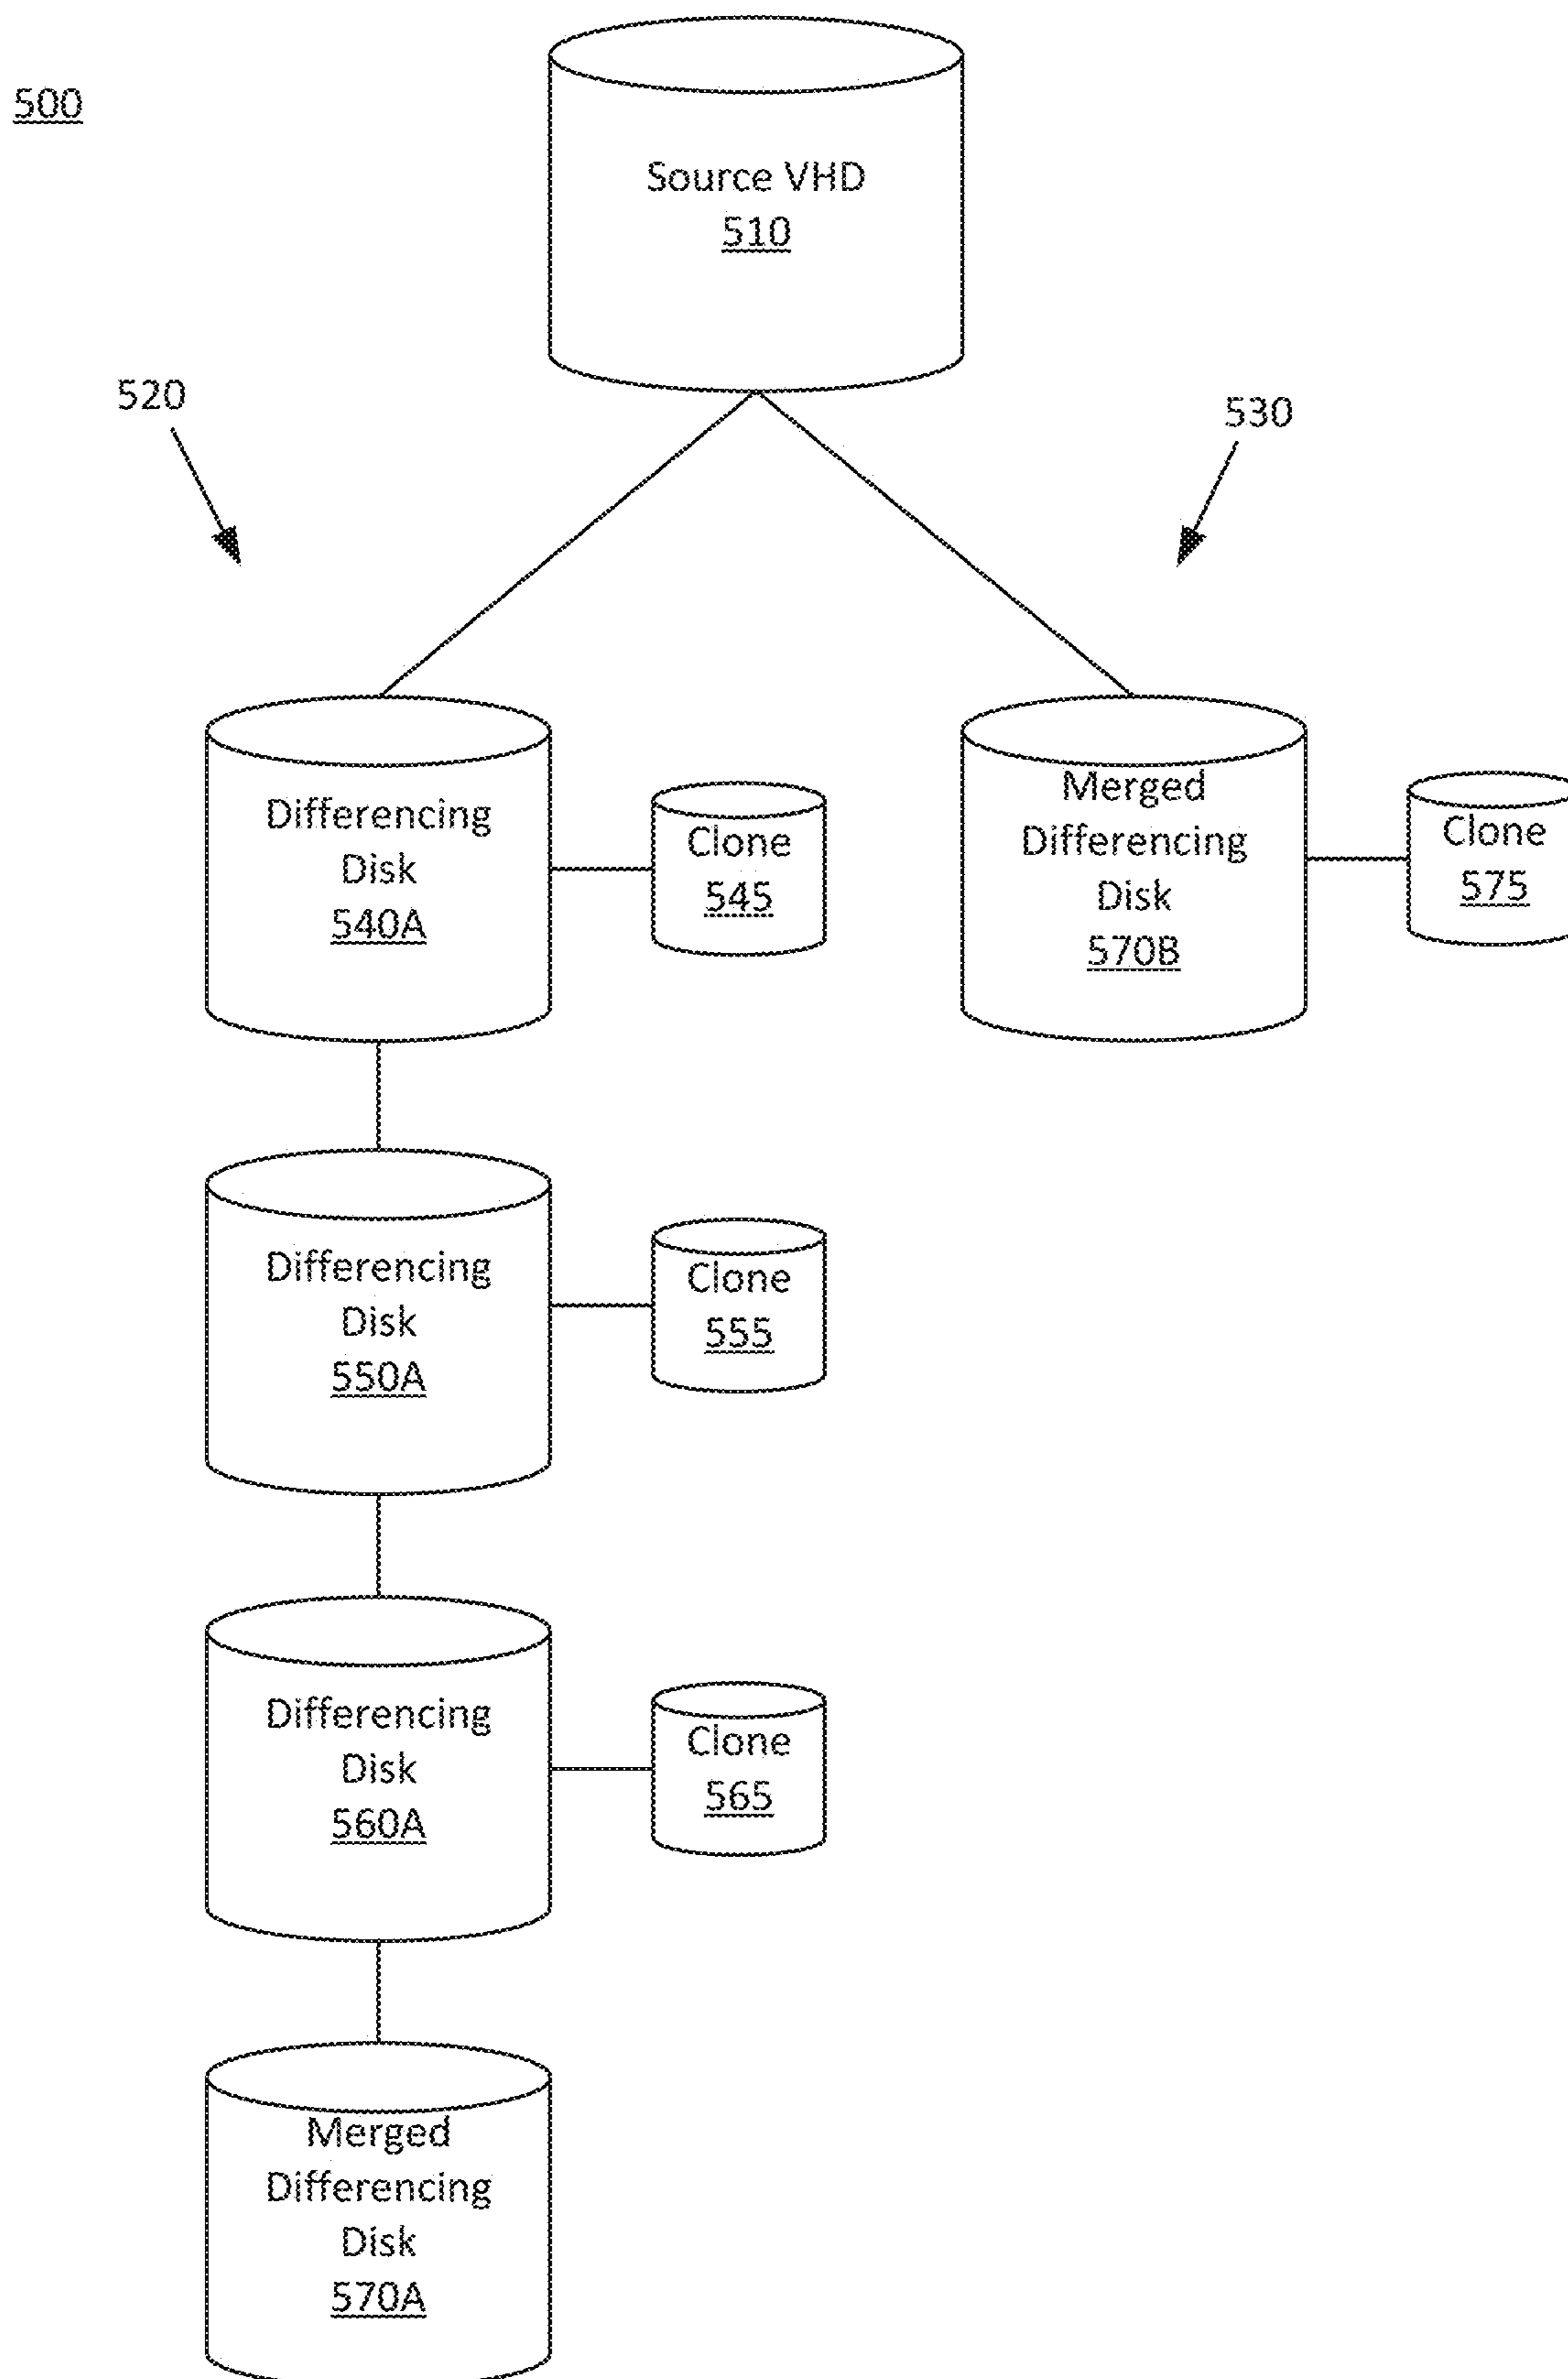 500
Source VHD
510
520
530
Differencing
Disk
540A
Clone
545
Merged
Differencing
Disk
570B
Clone
575
Differencing
Disk
550A
Clone
555
Differencing
Disk
560A
Clone
565
Merged
Differencing
Disk
570A